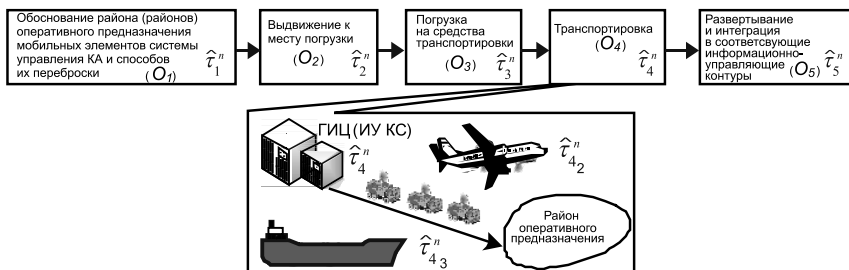 Обоснование района (районов)
оперативного предназначения
мобильных элементов системы
управления КА и способов
их переброски
(O₁) τ̂₁ⁿ
Выдвижение к
месту погрузки
(O₂) τ̂₂ⁿ
Погрузка
на средства
транспортировки
(O₃) τ̂₃ⁿ
Транспортировка
(O₄)
τ̂₄ⁿ
Развертывание
и интеграция
в соответсвующие
информационно-
управляющие
контуры (O₅) τ̂₅ⁿ
ГИЦ (ИУ КС)
τ̂₄ⁿ
τ̂₄₂ⁿ
Район
оперативного
предназначения
τ̂₄₃ⁿ